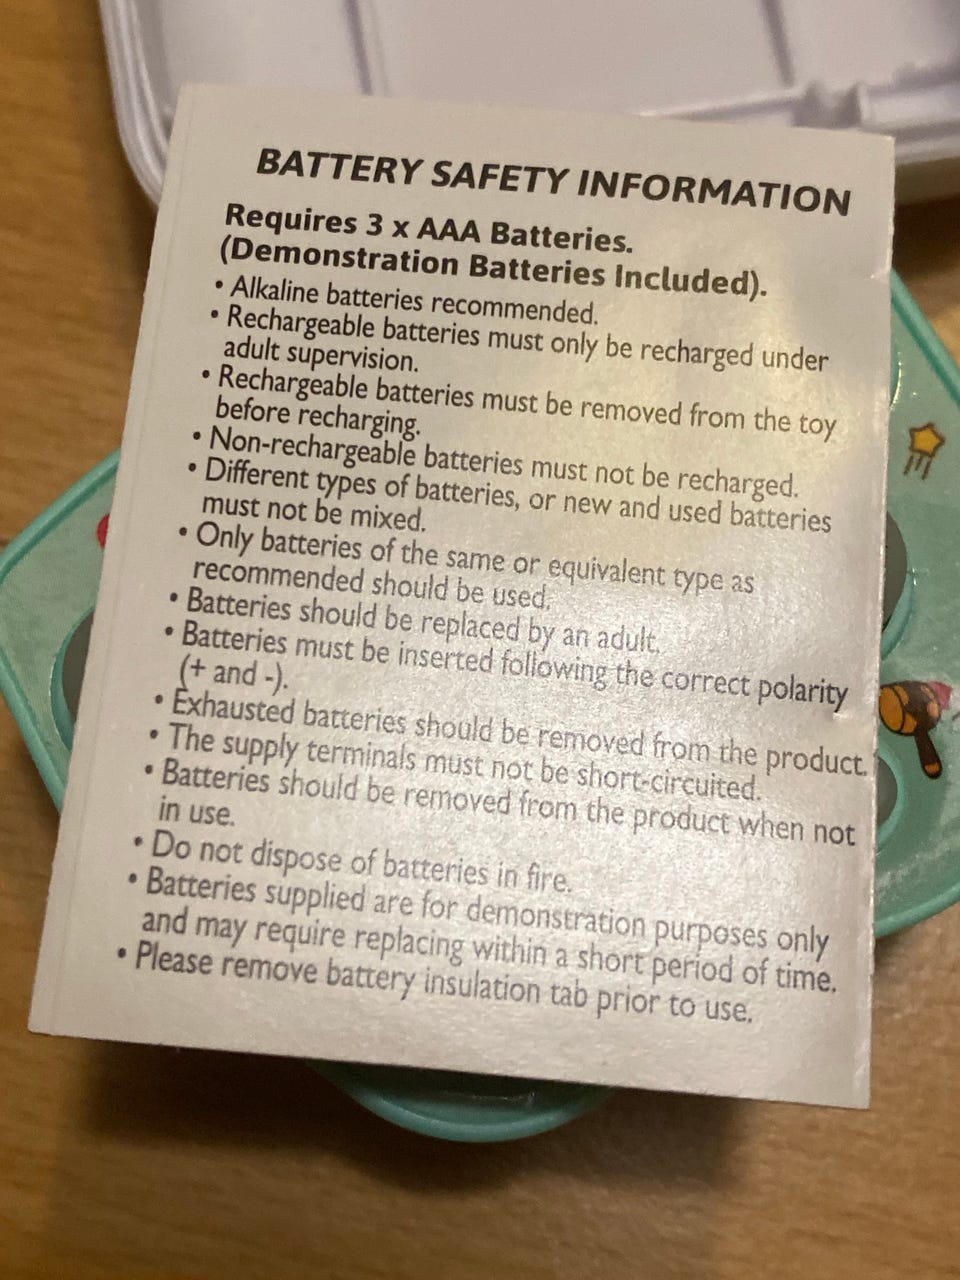 BATTERY SAFETY INFORMATION
Requires 3 x AAA Batteries.
(Demonstration Batteries Included).
• Alkaline batteries recommended.
• Rechargeable batteries must only be recharged under
adult supervision.
• Rechargeable batteries must be removed from the toy
before recharging.
• Non-rechargeable batteries must not be recharged.
• Different types of batteries, or new and used batteries
must not be mixed.
• Only batteries of the same or equivalent type as
recommended should be used.
• Batteries should be replaced by an adult.
• Batteries must be inserted following the correct polarity
(+ and -).
• Exhausted batteries should be removed from the product.
• The supply terminals must not be short-circuited.
• Batteries should be removed from the product when not
in use.
• Do not dispose of batteries in fire.
• Batteries supplied are for demonstration purposes only
and may require replacing within a short period of time.
• Please remove battery insulation tab prior to use.